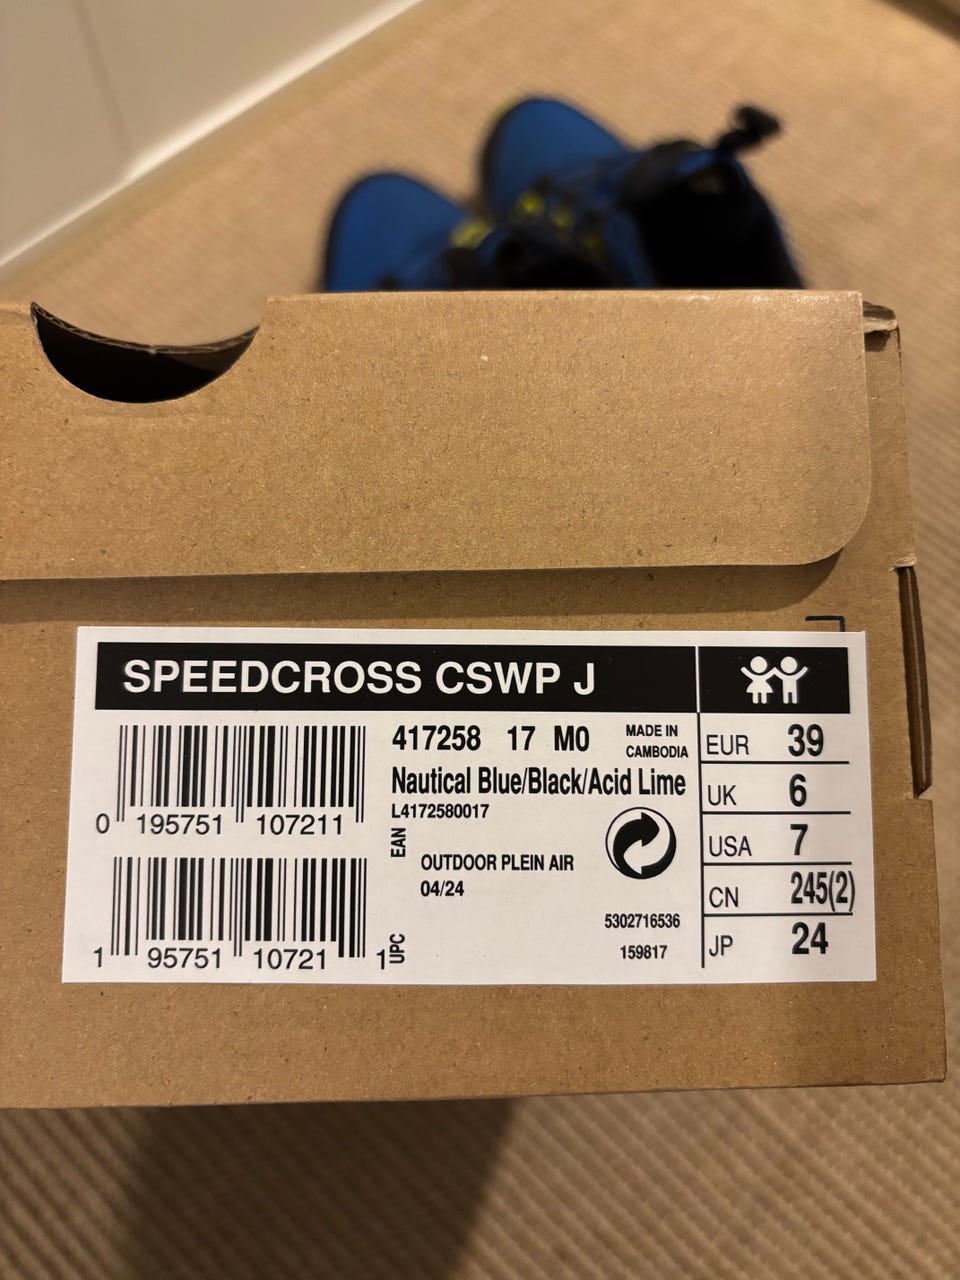 SPEEDCROSS CSWP J
0 195751 107211
1 95751 10721 1
417258 17 M0
MADE IN
CAMBODIA
Nautical Blue/Black/Acid Lime
L4172580017
EAN
OUTDOOR PLEIN AIR
04/24
UPC
5302716536
159817
EUR 39
UK 6
USA 7
CN 245(2)
JP 24